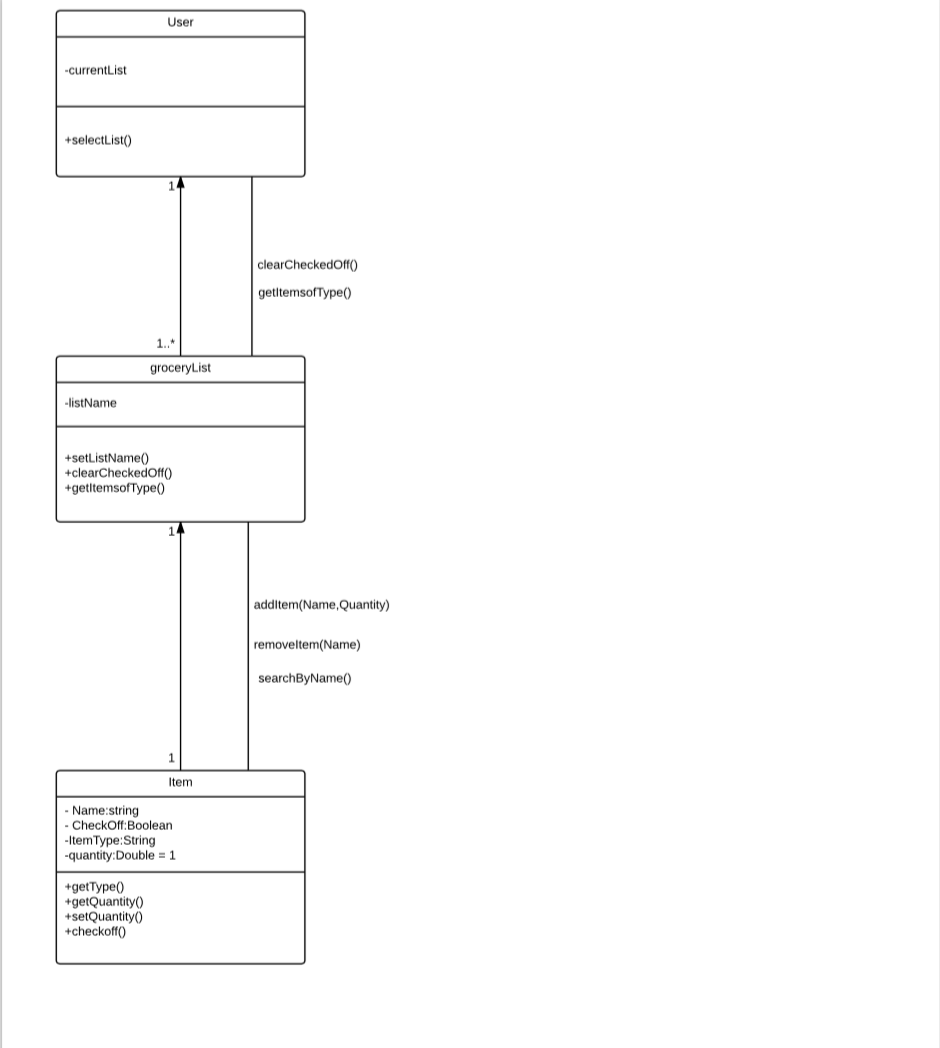 User
-currentList
+selectList()
1
clearCheckedOff()
getItemsofType()
1..*
groceryList
-listName
+setListName()
+clearCheckedOff()
+getItemsofType()
1
addItem(Name,Quantity)
removeItem(Name)
searchByName()
1
Item
- Name:string
- CheckOff:Boolean
-ItemType:String
-quantity:Double = 1
+getType()
+getQuantity()
+setQuantity()
+checkoff()